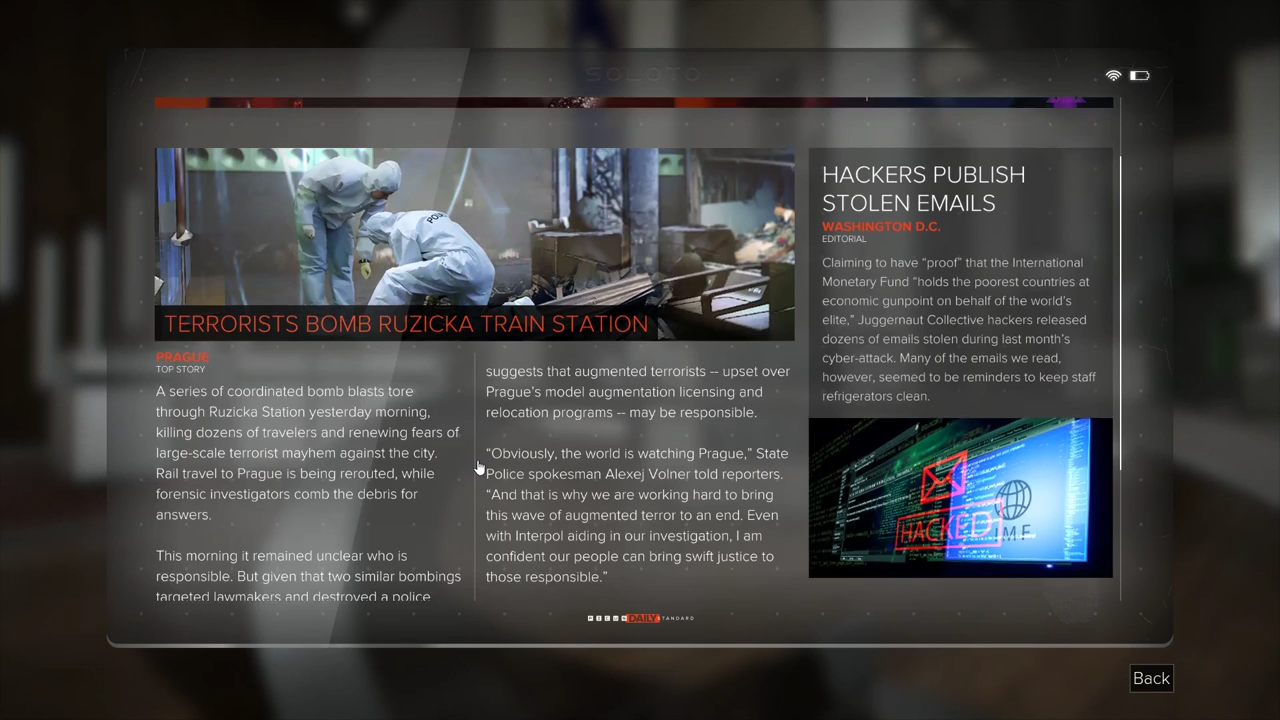 SOLOTO
TERRORISTS BOMB RUZICKA TRAIN STATION
PRAGUE
TOP STORY
A series of coordinated bomb blasts tore
through Ruzicka Station yesterday morning,
killing dozens of travelers and renewing fears of
large-scale terrorist mayhem against the city.
Rail travel to Prague is being rerouted, while
forensic investigators comb the debris for
answers.
This morning it remained unclear who is
responsible. But given that two similar bombings
targeted lawmakers and destroyed a police
suggests that augmented terrorists -- upset over
Prague's model augmentation licensing and
relocation programs -- may be responsible.
“Obviously, the world is watching Prague,” State
Police spokesman Alexej Volner told reporters.
“And that is why we are working hard to bring
this wave of augmented terror to an end. Even
with Interpol aiding in our investigation, I am
confident our people can bring swift justice to
those responsible.”
HACKERS PUBLISH
STOLEN EMAILS
WASHINGTON D.C.
EDITORIAL
Claiming to have “proof” that the International
Monetary Fund “holds the poorest countries at
economic gunpoint on behalf of the world's
elite,” Juggernaut Collective hackers released
dozens of emails stolen during last month's
cyber-attack. Many of the emails we read,
however, seemed to be reminders to keep staff
refrigerators clean.
HACKED
IMF
PICUS DAILY STANDARD
Back